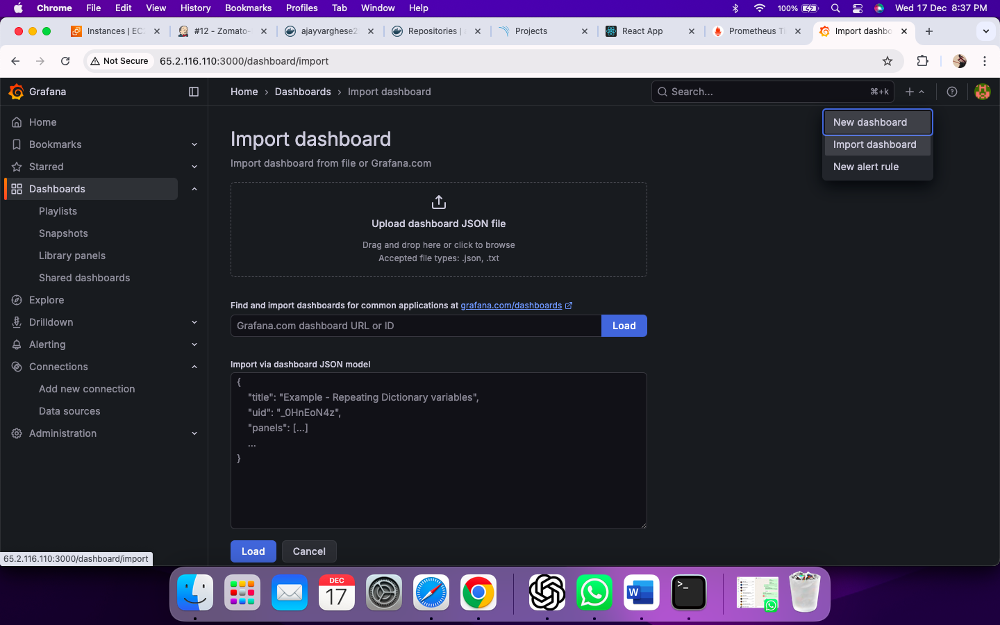 Chrome File Edit View History Bookmarks Profiles Tab Window Help 100% Wed 17 Dec 8:37 PM
Instances | EC2 #12 - Zomato- ajayvarghese2 Repositories | Projects React App Prometheus Ti Import dashbo
Not Secure 65.2.116.110:3000/dashboard/import
Grafana
Home › Dashboards › Import dashboard
Search... ⌘+k
New dashboard
Import dashboard
New alert rule
Home
Bookmarks
Starred
Dashboards
Playlists
Snapshots
Library panels
Shared dashboards
Explore
Drilldown
Alerting
Connections
Add new connection
Data sources
Administration
Import dashboard
Import dashboard from file or Grafana.com
Upload dashboard JSON file
Drag and drop here or click to browse
Accepted file types: .json, .txt
Find and import dashboards for common applications at grafana.com/dashboards
Grafana.com dashboard URL or ID Load
Import via dashboard JSON model
{
"title": "Example - Repeating Dictionary variables",
"uid": "_0HnEoN4z",
"panels": [...]
...
}
Load Cancel
65.2.116.110:3000/dashboard/import
DEC
17
W
>_